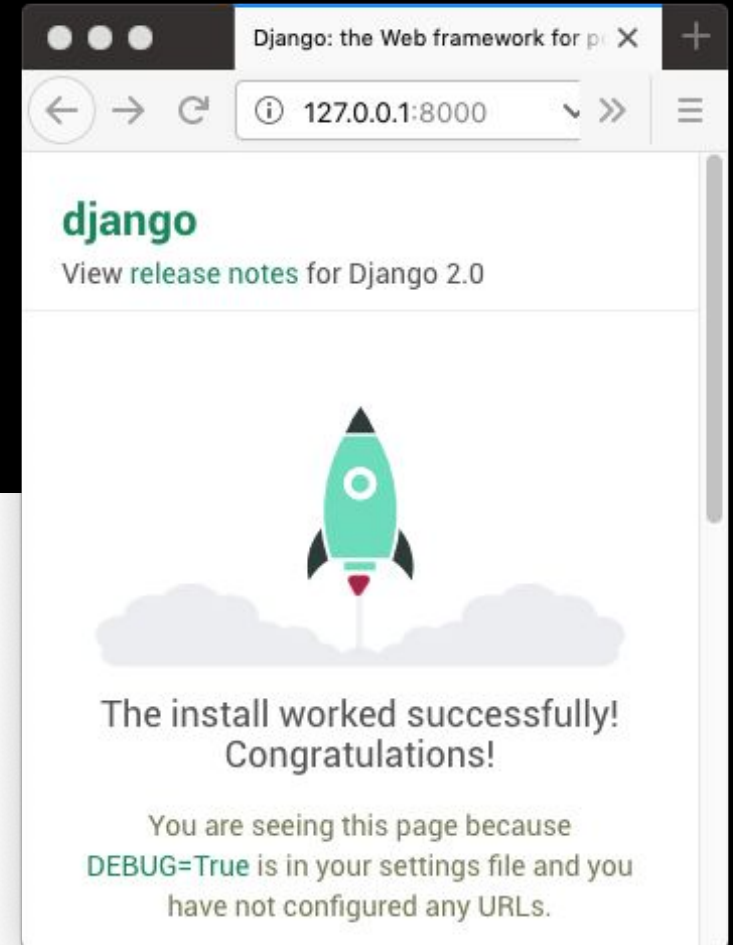 Django: the Web framework for p
127.0.0.1:8000
django
View release notes for Django 2.0
The install worked successfully!
Congratulations!
You are seeing this page because
DEBUG=True is in your settings file and you
have not configured any URLs.